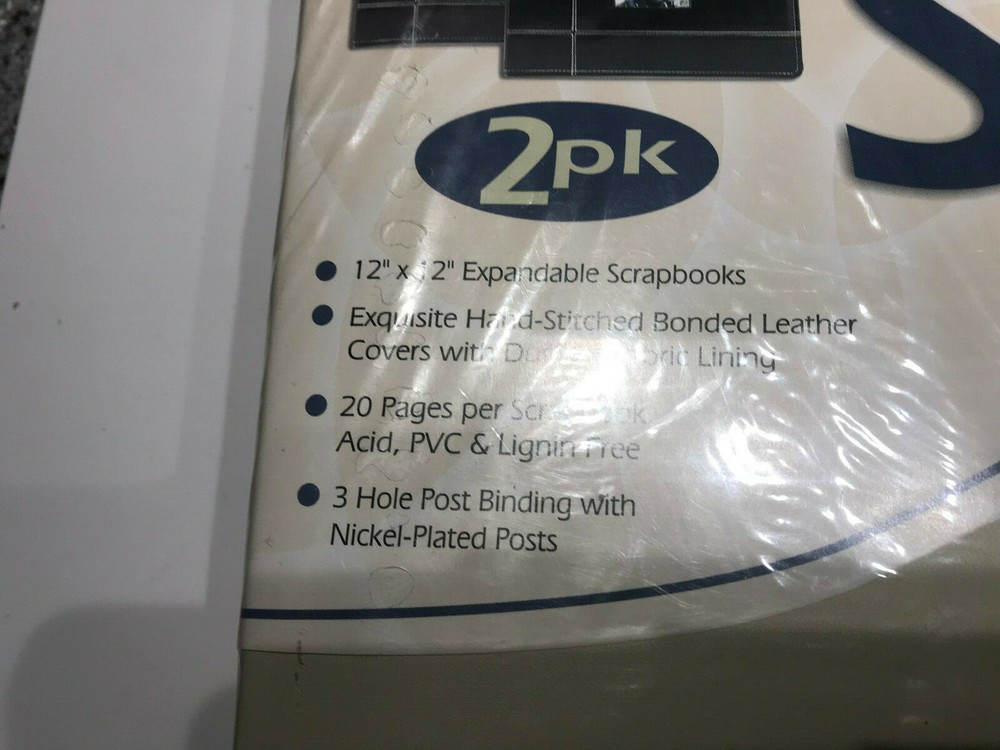 2pk
12" x 12" Expandable Scrapbooks
Exquisite Hand-Stitched Bonded Leather
Covers with Lining
20 Pages per Scrapbook
Acid, PVC & Lignin Free
3 Hole Post Binding with
Nickel-Plated Posts